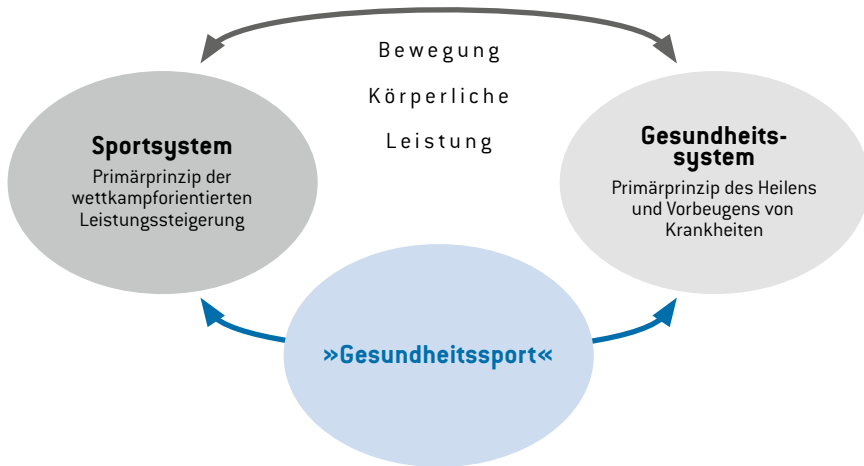 Bewegung
Körperliche
Leistung
Sportsystem
Primärprinzip der
wettkampforientierten
Leistungssteigerung
Gesundheits-
system
Primärprinzip des Heilens
und Vorbeugens von
Krankheiten
»Gesundheitssport«